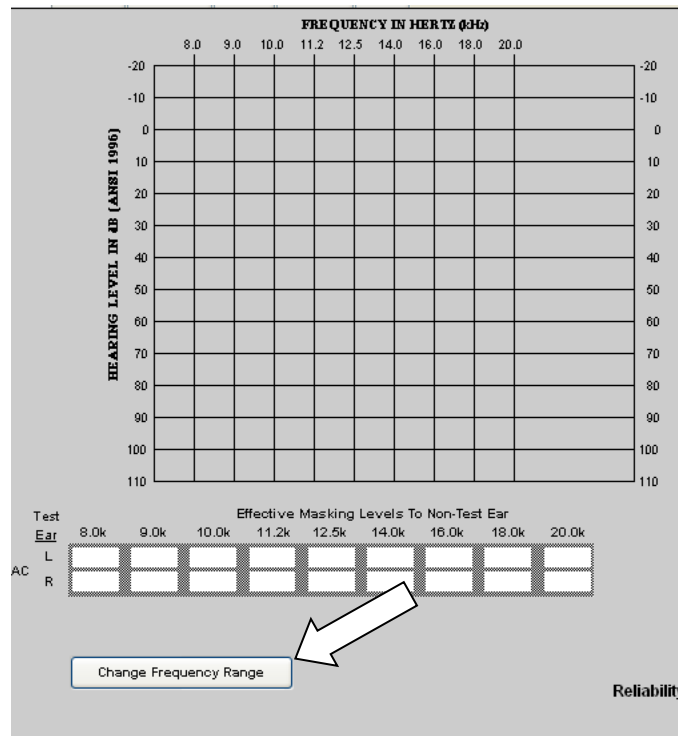 FREQUENCY IN HERTZ (kHz)
8.0 9.0 10.0 11.2 12.5 14.0 16.0 18.0 20.0
HEARING LEVEL IN dB (ANSI 1996)
-20 -20
-10 -10
0 0
10 10
20 20
30 30
40 40
50 50
60 60
70 70
80 80
90 90
100 100
110 110
Test Effective Masking Levels To Non-Test Ear
Ear 8.0k 9.0k 10.0k 11.2k 12.5k 14.0k 16.0k 18.0k 20.0k
L
AC
R
Change Frequency Range
Reliability